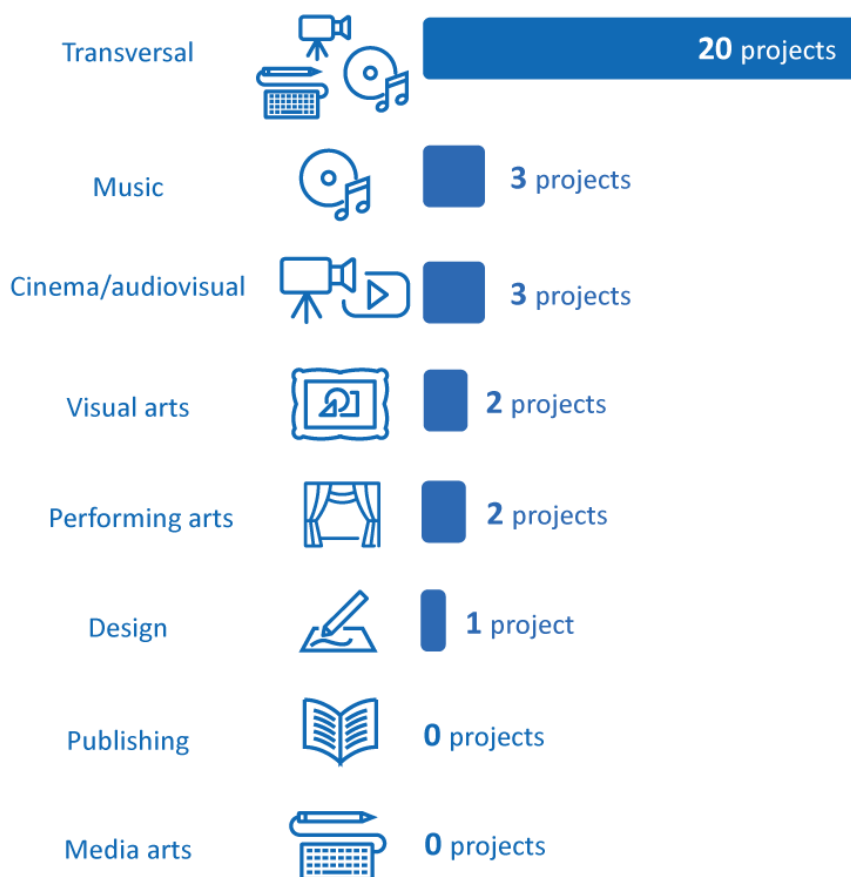 Transversal 20 projects
Music 3 projects
Cinema/audiovisual 3 projects
Visual arts 2 projects
Performing arts 2 projects
Design 1 project
Publishing 0 projects
Media arts 0 projects